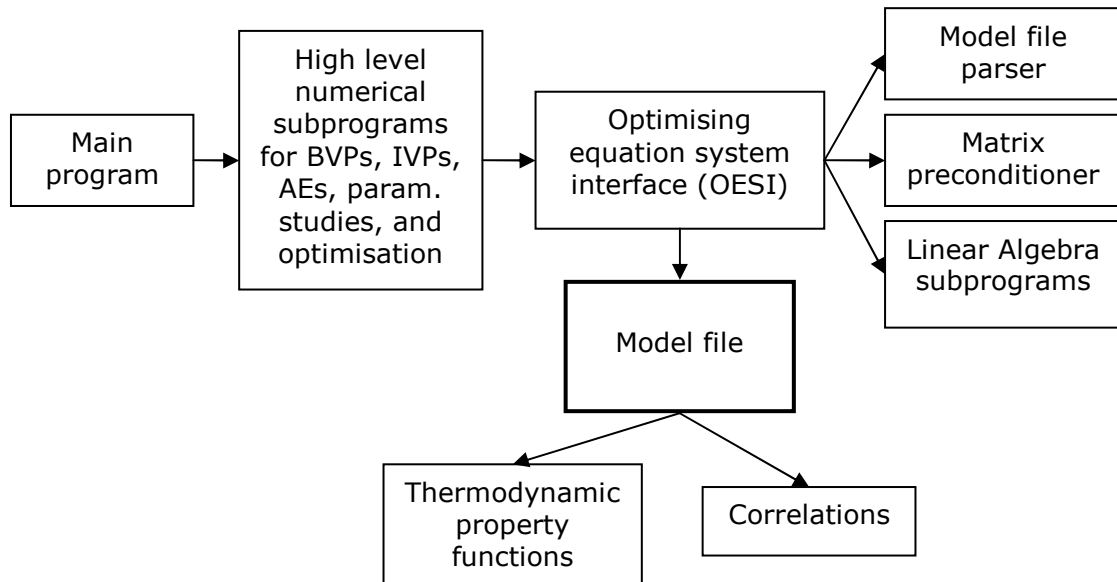 Main
program
High level
numerical
subprograms
for BVPs, IVPs,
AEs, param.
studies, and
optimisation
Optimising
equation system
interface (OESI)
Model file
parser
Matrix
preconditioner
Linear Algebra
subprograms
Model file
Thermodynamic
property
functions
Correlations